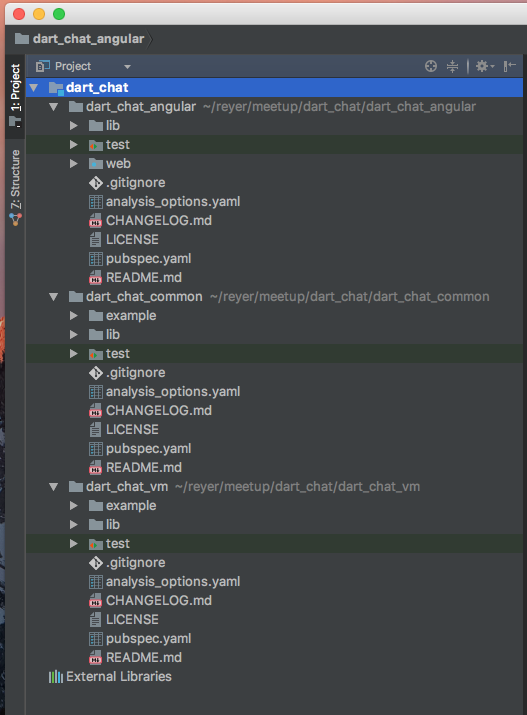 dart_chat_angular
Project
1: Project
7: Structure
dart_chat
dart_chat_angular ~/reyer/meetup/dart_chat/dart_chat_angular
lib
test
web
.gitignore
analysis_options.yaml
CHANGELOG.md
LICENSE
pubspec.yaml
README.md
dart_chat_common ~/reyer/meetup/dart_chat/dart_chat_common
example
lib
test
.gitignore
analysis_options.yaml
CHANGELOG.md
LICENSE
pubspec.yaml
README.md
dart_chat_vm ~/reyer/meetup/dart_chat/dart_chat_vm
example
lib
test
.gitignore
analysis_options.yaml
CHANGELOG.md
LICENSE
pubspec.yaml
README.md
External Libraries